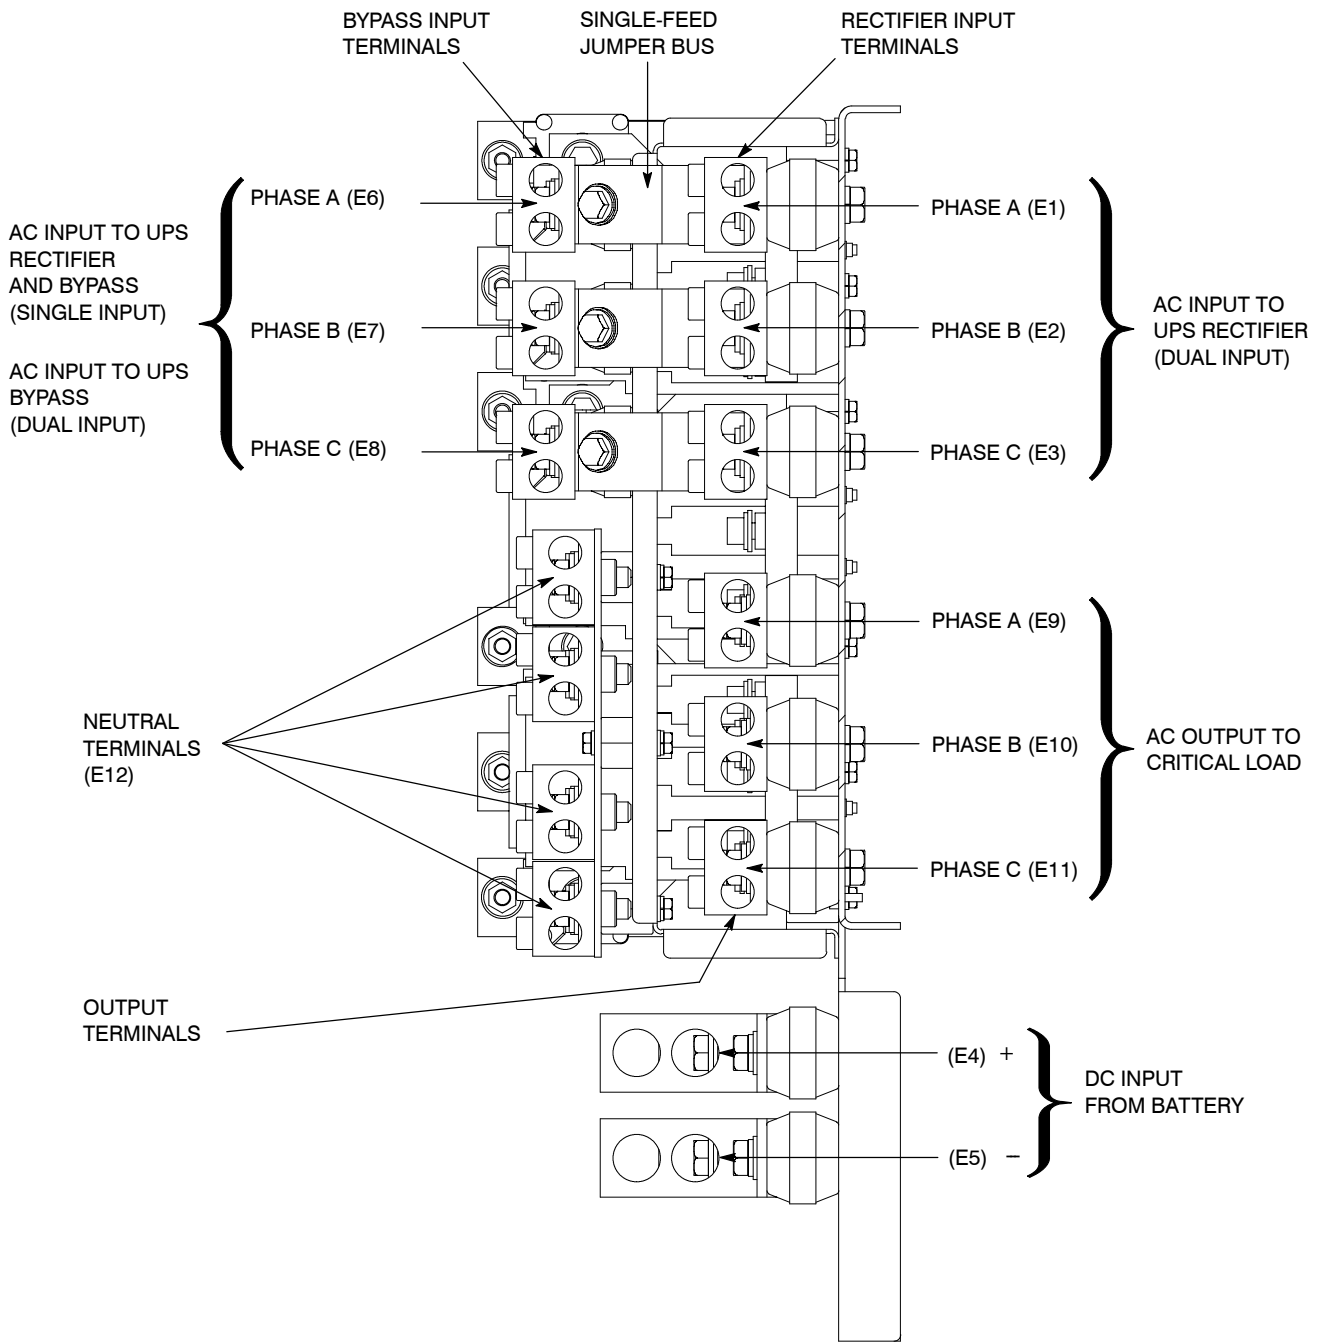 BYPASS INPUT
TERMINALS
SINGLE-FEED
JUMPER BUS
RECTIFIER INPUT
TERMINALS
AC INPUT TO UPS
RECTIFIER
AND BYPASS
(SINGLE INPUT)
AC INPUT TO UPS
BYPASS
(DUAL INPUT)
PHASE A (E6)
PHASE B (E7)
PHASE C (E8)
PHASE A (E1)
PHASE B (E2)
PHASE C (E3)
AC INPUT TO
UPS RECTIFIER
(DUAL INPUT)
NEUTRAL
TERMINALS
(E12)
PHASE A (E9)
PHASE B (E10)
PHASE C (E11)
AC OUTPUT TO
CRITICAL LOAD
OUTPUT
TERMINALS
(E4) +
(E5) −
DC INPUT
FROM BATTERY